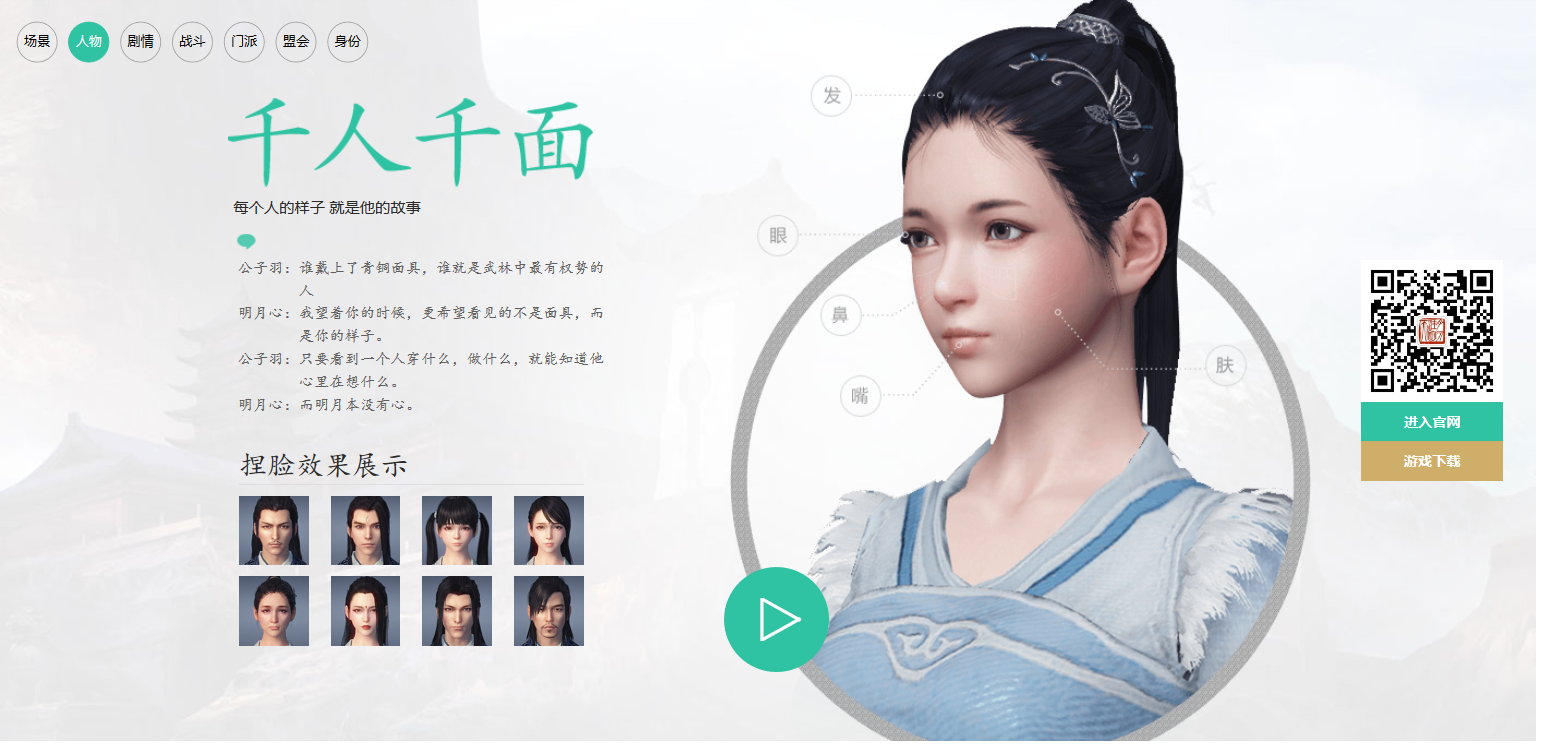 场景
人物
剧情
战斗
门派
盟会
身份
千人千面
每个人的样子 就是他的故事
公子羽：谁戴上了青铜面具，谁就是武林中最有权势的
人
明月心：我望着你的时候，更希望看见的不是面具，而
是你的样子。
公子羽：只要看到一个人穿什么，做什么，就能知道他
心里在想什么。
明月心：而明月本没有心。
捏脸效果展示
发
眼
鼻
嘴
肤
进入官网
游戏下载